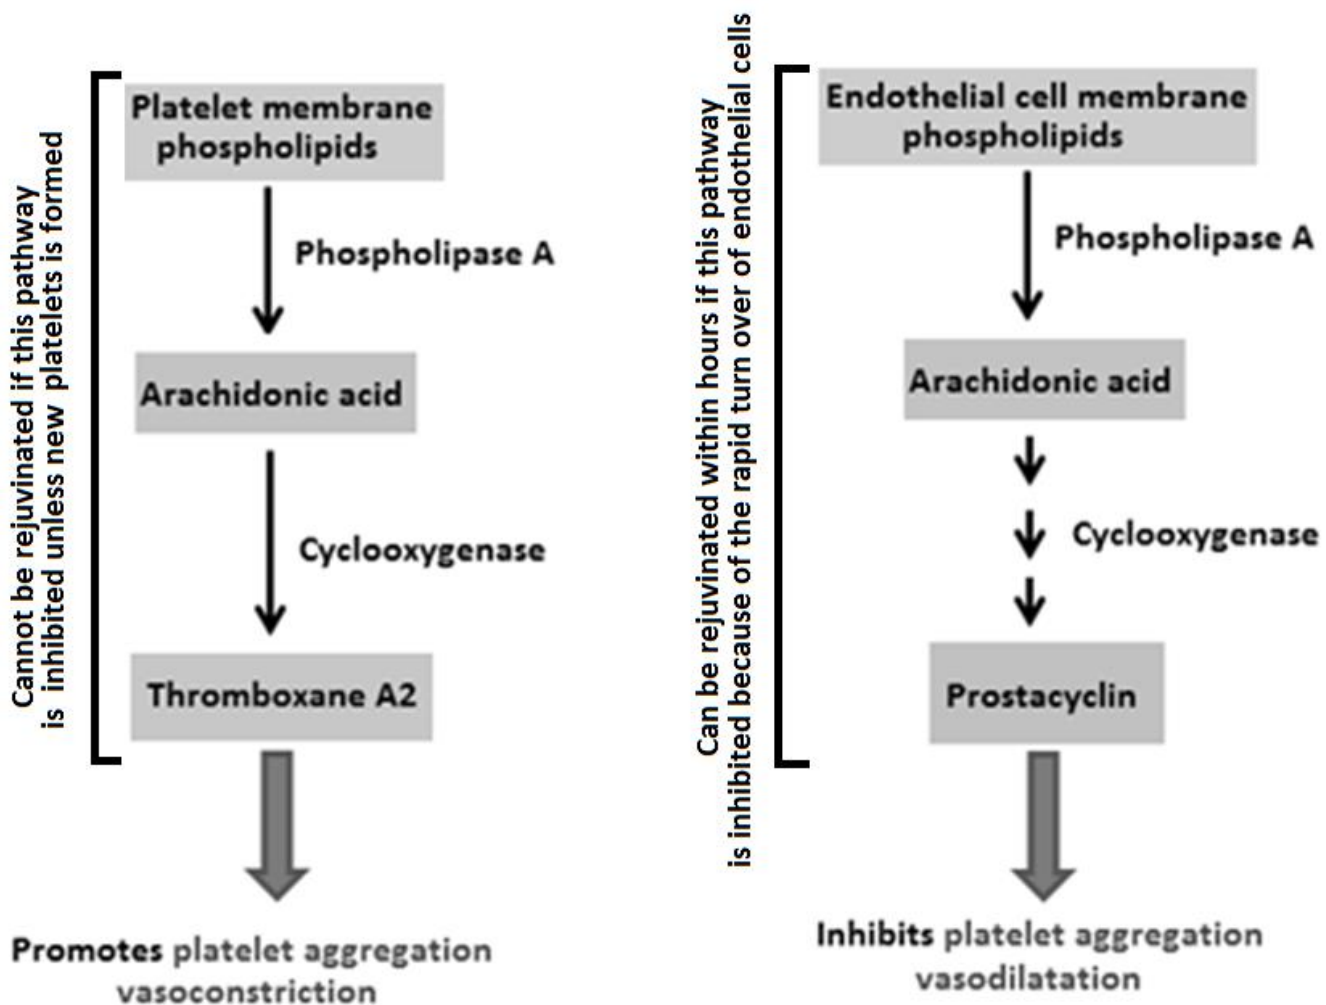 Cannot be rejuvinated if this pathway
is inhibited unless new platelets is formed
Platelet membrane
phospholipids
Phospholipase A
Arachidonic acid
Cyclooxygenase
Thromboxane A2
Promotes platelet aggregation
vasoconstriction
Can be rejuvinated within hours if this pathway
is inhibited because of the rapid turn over of endothelial cells
Endothelial cell membrane
phospholipids
Phospholipase A
Arachidonic acid
Cyclooxygenase
Prostacyclin
Inhibits platelet aggregation
vasodilatation